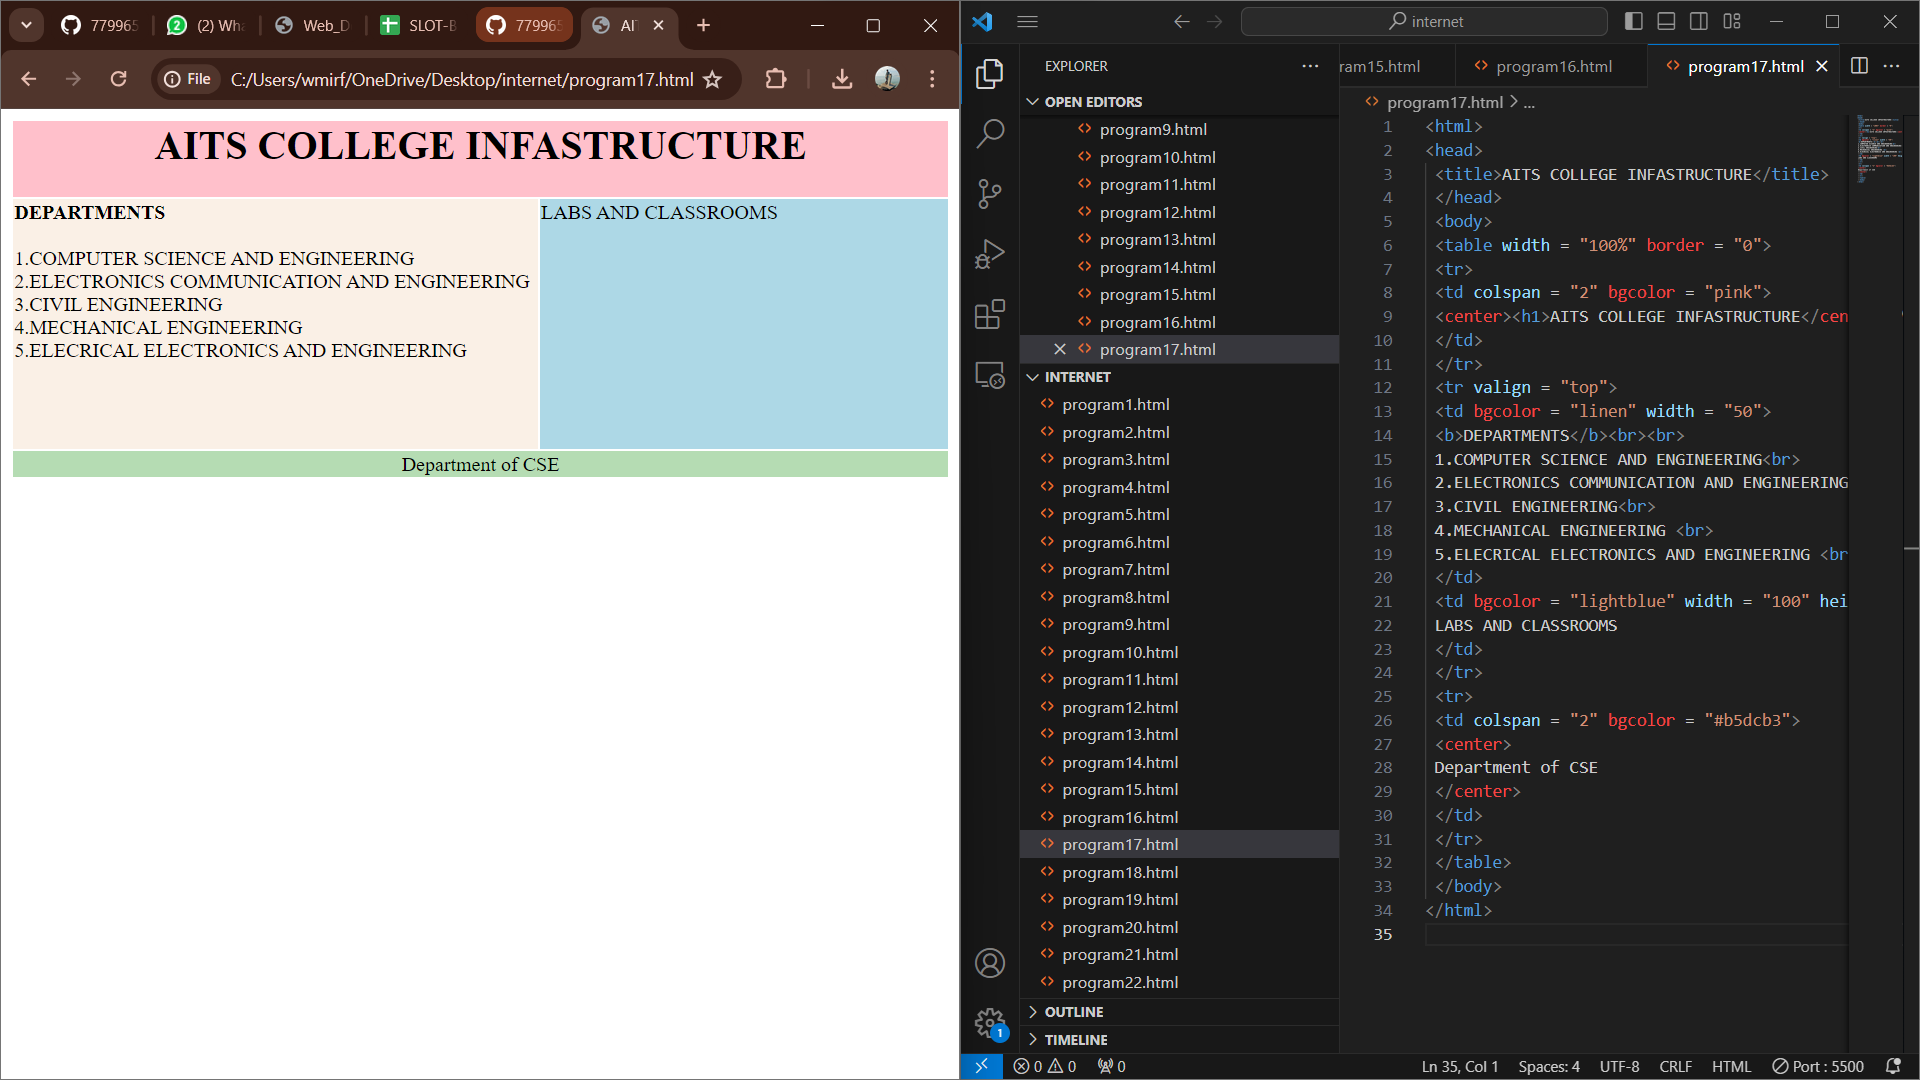 779965
(2) Wha
Web_D
SLOT-B
779965
AI
File
C:/Users/wmirf/OneDrive/Desktop/internet/program17.html
AITS COLLEGE INFASTRUCTURE
DEPARTMENTS
1.COMPUTER SCIENCE AND ENGINEERING
2.ELECTRONICS COMMUNICATION AND ENGINEERING
3.CIVIL ENGINEERING
4.MECHANICAL ENGINEERING
5.ELECRICAL ELECTRONICS AND ENGINEERING
LABS AND CLASSROOMS
Department of CSE
internet
EXPLORER
OPEN EDITORS
program9.html
program10.html
program11.html
program12.html
program13.html
program14.html
program15.html
program16.html
program17.html
INTERNET
program1.html
program2.html
program3.html
program4.html
program5.html
program6.html
program7.html
program8.html
program9.html
program10.html
program11.html
program12.html
program13.html
program14.html
program15.html
program16.html
program17.html
program18.html
program19.html
program20.html
program21.html
program22.html
OUTLINE
TIMELINE
ram15.html
program16.html
program17.html
program17.html > ...
1 <html>
2 <head>
3 <title>AITS COLLEGE INFASTRUCTURE</title>
4 </head>
5 <body>
6 <table width = "100%" border = "0">
7 <tr>
8 <td colspan = "2" bgcolor = "pink">
9 <center><h1>AITS COLLEGE INFASTRUCTURE</cen
10 </td>
11 </tr>
12 <tr valign = "top">
13 <td bgcolor = "linen" width = "50">
14 <b>DEPARTMENTS</b><br><br>
15 1.COMPUTER SCIENCE AND ENGINEERING<br>
16 2.ELECTRONICS COMMUNICATION AND ENGINEERING
17 3.CIVIL ENGINEERING<br>
18 4.MECHANICAL ENGINEERING <br>
19 5.ELECRICAL ELECTRONICS AND ENGINEERING <br
20 </td>
21 <td bgcolor = "lightblue" width = "100" hei
22 LABS AND CLASSROOMS
23 </td>
24 </tr>
25 <tr>
26 <td colspan = "2" bgcolor = "#b5dcb3">
27 <center>
28 Department of CSE
29 </center>
30 </td>
31 </tr>
32 </table>
33 </body>
34 </html>
35
1
0 0 0
Ln 35, Col 1
Spaces: 4
UTF-8
CRLF
HTML
Port : 5500